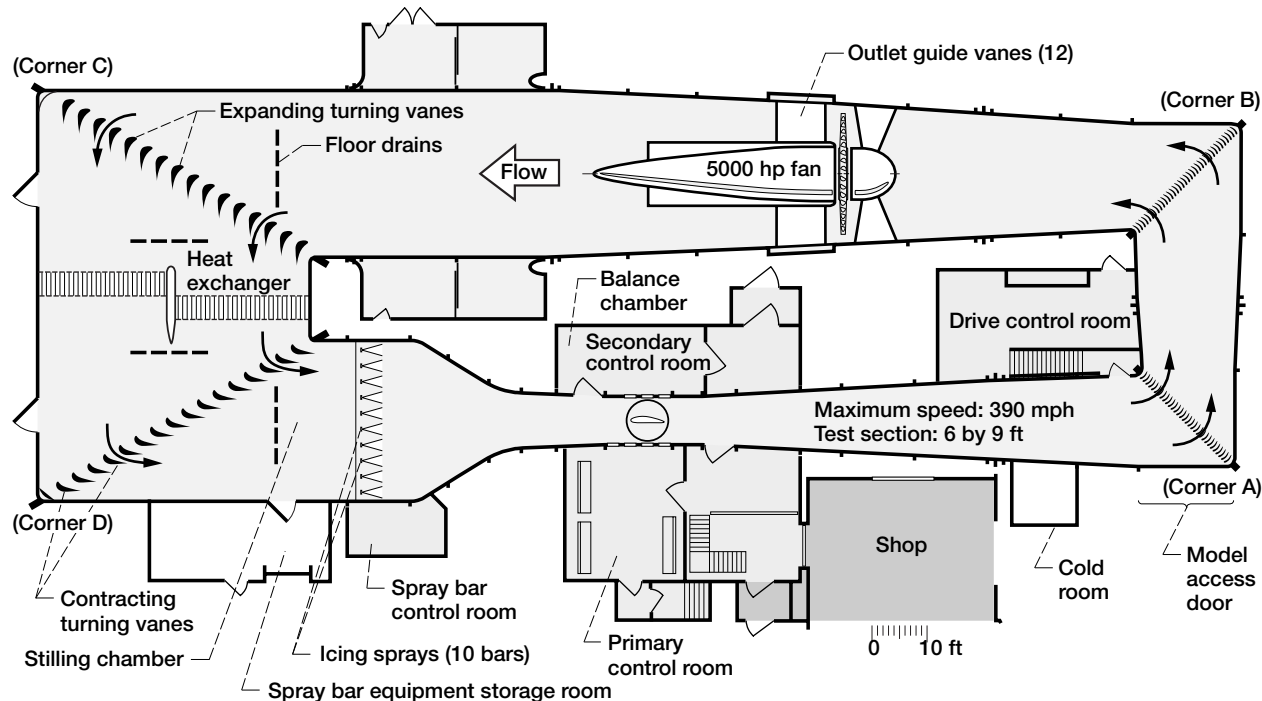 (Corner C)
Outlet guide vanes (12)
(Corner B)
Expanding turning vanes
Floor drains
Flow
5000 hp fan
Heat
exchanger
Balance
chamber
Secondary
control room
Drive control room
Maximum speed: 390 mph
Test section: 6 by 9 ft
(Corner A)
(Corner D)
Shop
Model
access
door
Cold
room
Spray bar
control room
Contracting
turning vanes
Primary
control room
0 10 ft
Stilling chamber
Icing sprays (10 bars)
Spray bar equipment storage room